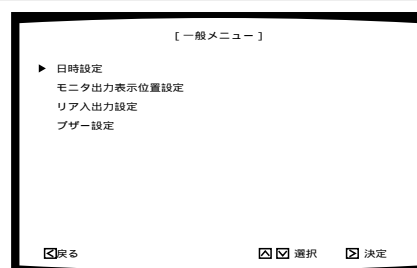 [一般メニュー]
▶ 日時設定
モニタ出力表示位置設定
リア入出力設定
ブザー設定
戻る 選択 決定